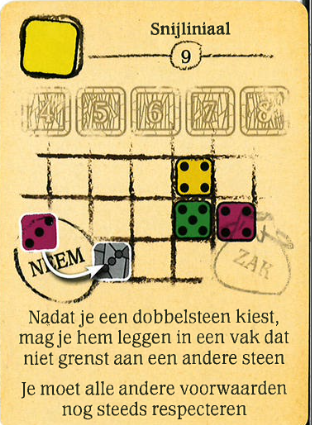 Snijliniaal
9
4 5 6 7 8
NEEM
ZAK
Nadat je een dobbelsteen kiest,
mag je hem leggen in een vak dat
niet grenst aan een andere steen
Je moet alle andere voorwaarden
nog steeds respecteren